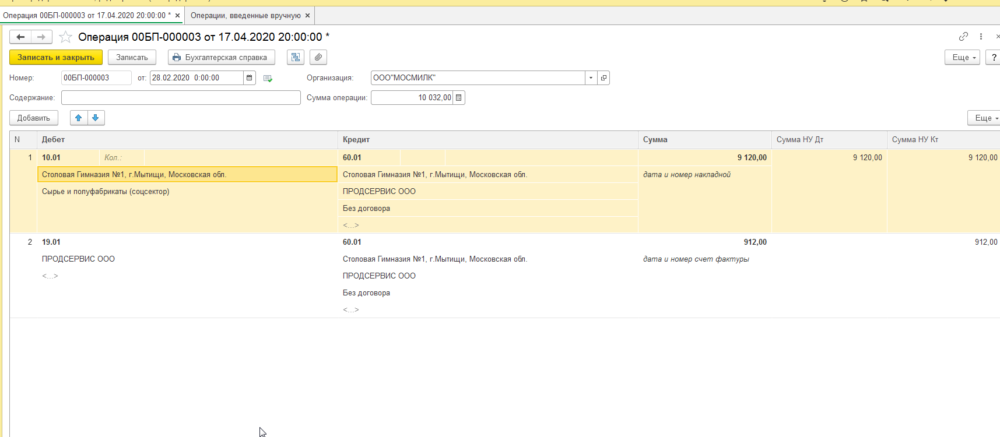 Операция 00БП-000003 от 17.04.2020 20:00:00 * × Операции, введенные вручную ×
Операция 00БП-000003 от 17.04.2020 20:00:00 *
Записать и закрыть Записать Бухгалтерская справка Еще ?
Номер: 00БП-000003 от: 28.02.2020 0:00:00 Организация: ООО"МОСМИЛК"
Содержание: Сумма операции: 10 032,00
Добавить Еще
N Дебет Кредит Сумма Сумма НУ Дт Сумма НУ Кт
1 10.01 Кол.: 60.01 9 120,00 9 120,00 9 120,00
Столовая Гимназия №1, г.Мытищи, Московская обл. Столовая Гимназия №1, г.Мытищи, Московская обл. дата и номер накладной
Сырье и полуфабрикаты (соцсектор) ПРОДСЕРВИС ООО
Без договора
<...>
2 19.01 60.01 912,00 912,00
ПРОДСЕРВИС ООО Столовая Гимназия №1, г.Мытищи, Московская обл. дата и номер счет фактуры
<...> ПРОДСЕРВИС ООО
Без договора
<...>